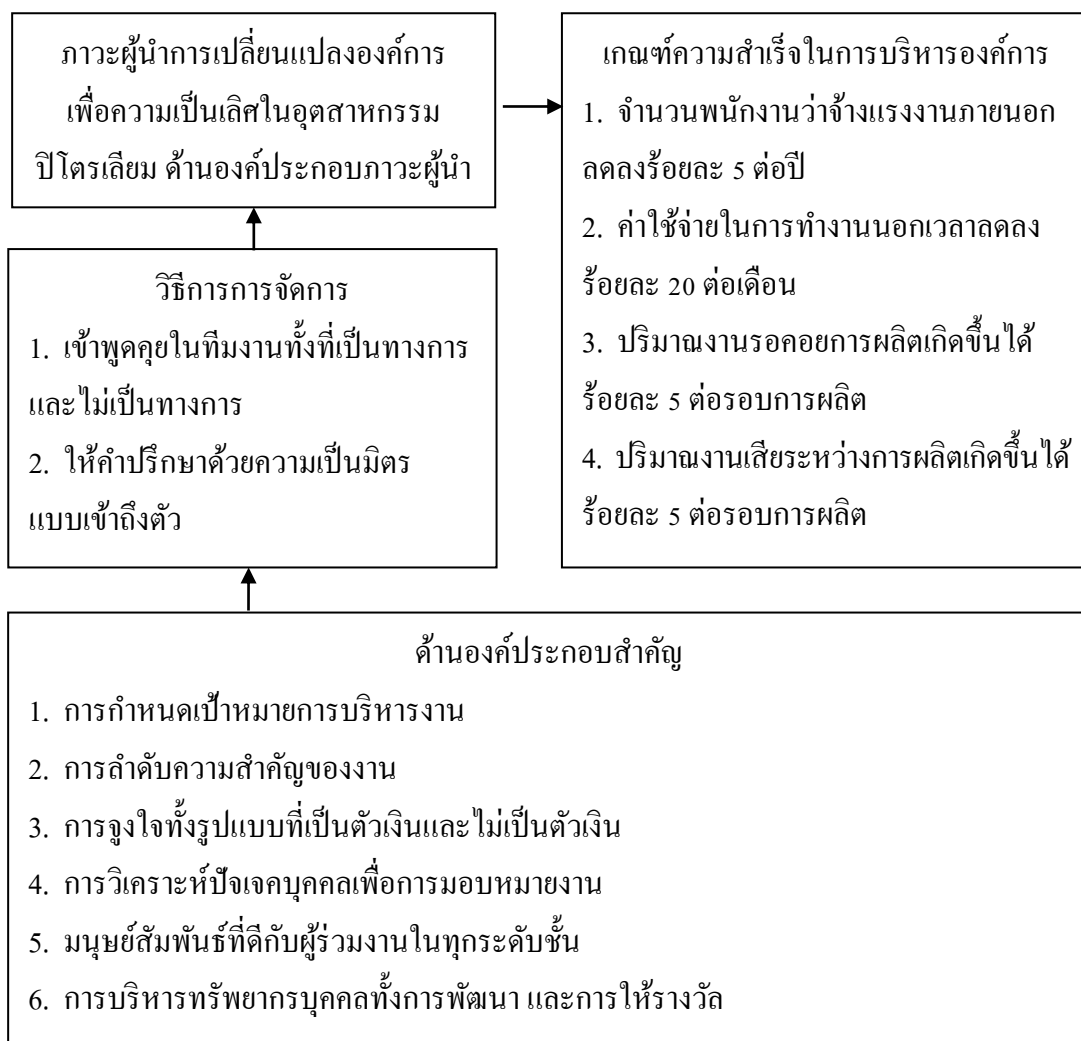 ภาวะผู้นำการเปลี่ยนแปลงองค์การ
เพื่อความเป็นเลิศในอุตสาหกรรม
ปิโตรเลียม ด้านองค์ประกอบภาวะผู้นำ
เกณฑ์ความสำเร็จในการบริหารองค์การ
1. จำนวนพนักงานว่าจ้างแรงงานภายนอก
ลดลงร้อยละ 5 ต่อปี
2. ค่าใช้จ่ายในการทำงานนอกเวลาลดลง
ร้อยละ 20 ต่อเดือน
3. ปริมาณงานรอคอยการผลิตเกิดขึ้นได้
ร้อยละ 5 ต่อรอบการผลิต
4. ปริมาณงานเสียระหว่างการผลิตเกิดขึ้นได้
ร้อยละ 5 ต่อรอบการผลิต
วิธีการการจัดการ
1. เข้าพูดคุยในทีมงานทั้งที่เป็นทางการ
และไม่เป็นทางการ
2. ให้คำปรึกษาด้วยความเป็นมิตร
แบบเข้าถึงตัว
ด้านองค์ประกอบสำคัญ
1. การกำหนดเป้าหมายการบริหารงาน
2. การลำดับความสำคัญของงาน
3. การจูงใจทั้งรูปแบบที่เป็นตัวเงินและไม่เป็นตัวเงิน
4. การวิเคราะห์ปัจเจคบุคคลเพื่อการมอบหมายงาน
5. มนุษย์สัมพันธ์ที่ดีกับผู้ร่วมงานในทุกระดับชั้น
6. การบริหารทรัพยากรบุคคลทั้งการพัฒนา และการให้รางวัล